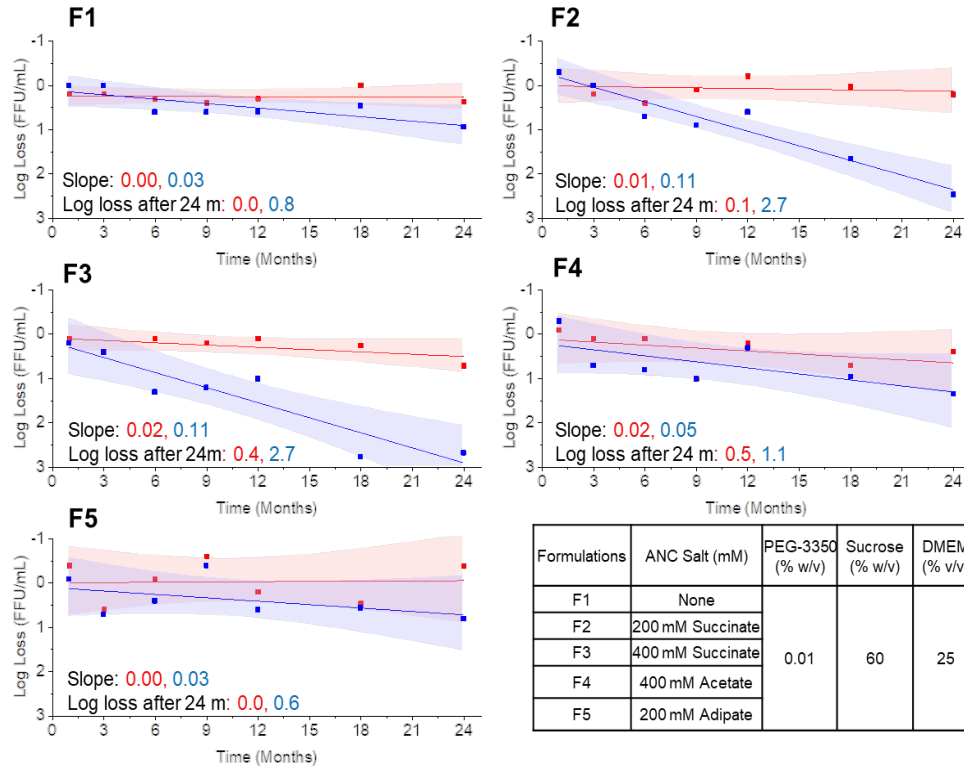 F1
-1
0
1
2
3
Log Loss (FFU/mL)
Slope: 0.00, 0.03
Log loss after 24 m: 0.0, 0.8
0 3 6 9 12 15 18 21 24
Time (Months)
F2
-1
0
1
2
3
Log Loss (FFU/mL)
Slope: 0.01, 0.11
Log loss after 24 m: 0.1, 2.7
0 3 6 9 12 15 18 21 24
Time (Months)
F3
-1
0
1
2
3
Log Loss (FFU/mL)
Slope: 0.02, 0.11
Log loss after 24m: 0.4, 2.7
0 3 6 9 12 15 18 21 24
Time (Months)
F4
-1
0
1
2
3
Log Loss (FFU/mL)
Slope: 0.02, 0.05
Log loss after 24 m: 0.5, 1.1
0 3 6 9 12 15 18 21 24
Time (Months)
F5
-1
0
1
2
3
Log Loss (FFU/mL)
Slope: 0.00, 0.03
Log loss after 24 m: 0.0, 0.6
0 3 6 9 12 15 18 21 24
Time (Months)
Formulations ANC Salt (mM) PEG-3350 (% w/v) Sucrose (% w/v) DMEM (% v/v)
F1 None
F2 200 mM Succinate
F3 400 mM Succinate 0.01 60 25
F4 400 mM Acetate
F5 200 mM Adipate